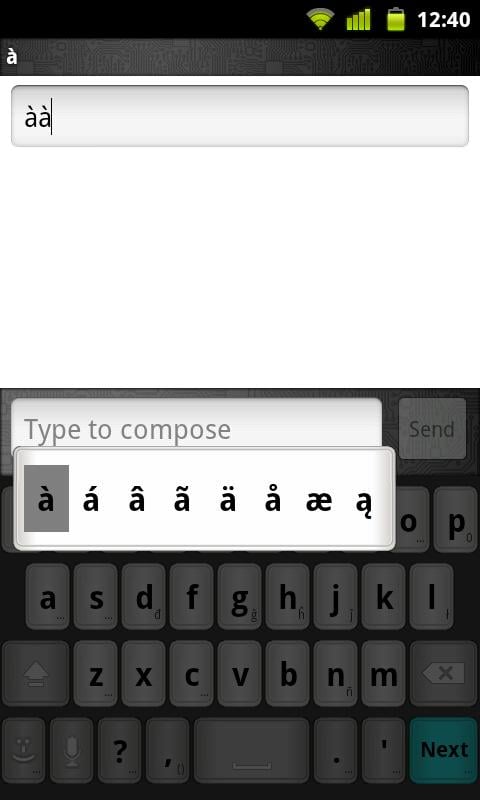 12:40
à
àà
Type to compose Send
à á â ã ä å æ ą
o ... p 0
a ... s ... d đ f g ĝ h ĥ j ĵ k l ł
z ... x c ... v b n ñ m
... ... ? ... , () . ... ' ... Next ...